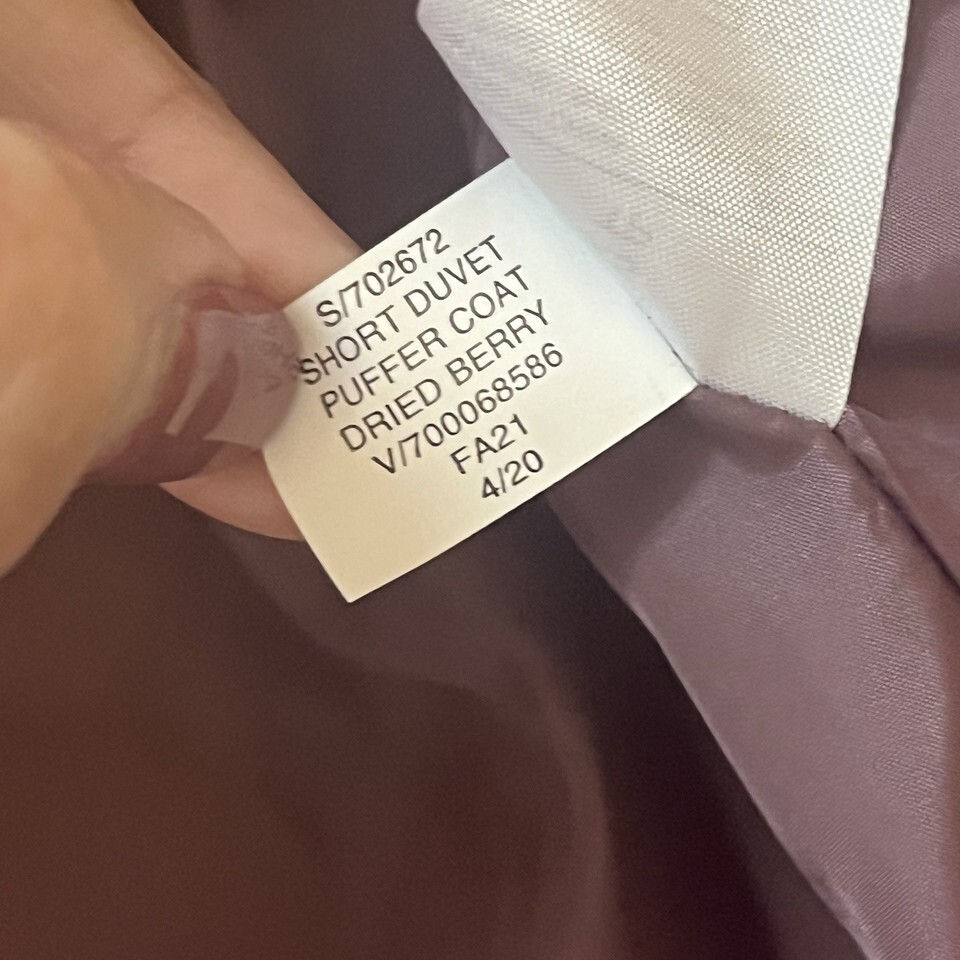 S/702672
SHORT DUVET
PUFFER COAT
DRIED BERRY
V/700068586
FA21
4/20